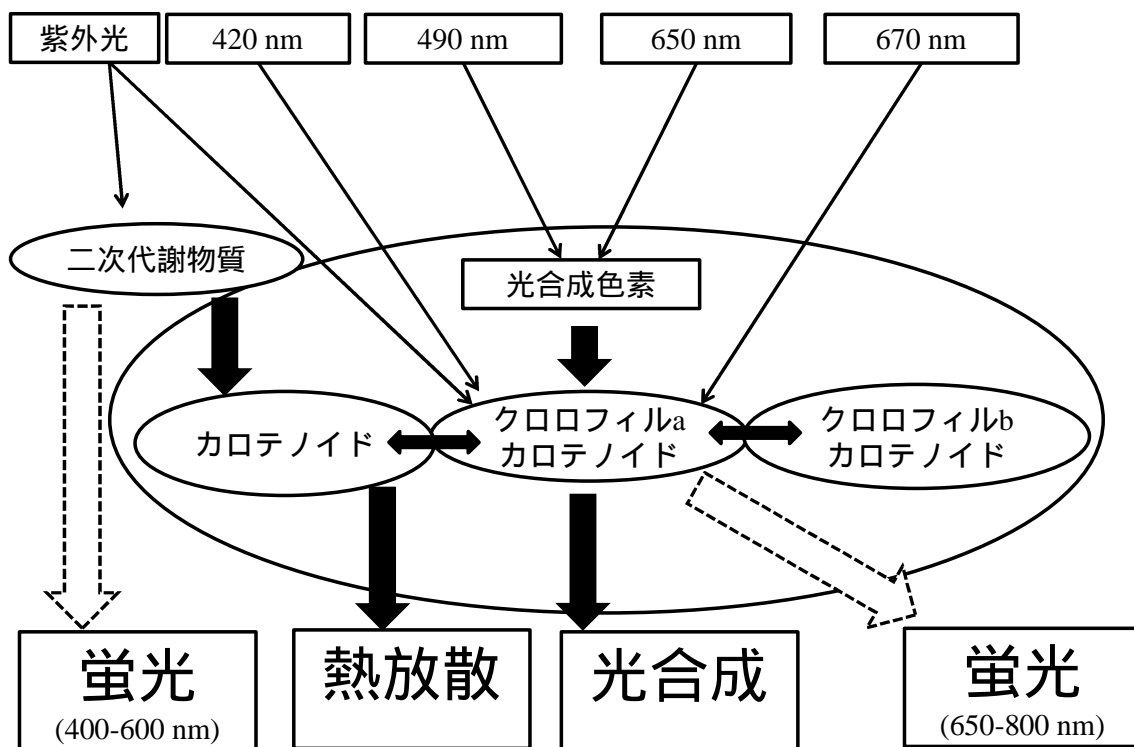 紫外光
420 nm
490 nm
650 nm
670 nm
二次代謝物質
光合成色素
カロテノイド
クロロフィルa
カロテノイド
クロロフィルb
カロテノイド
蛍光
(400-600 nm)
熱放散
光合成
蛍光
(650-800 nm)